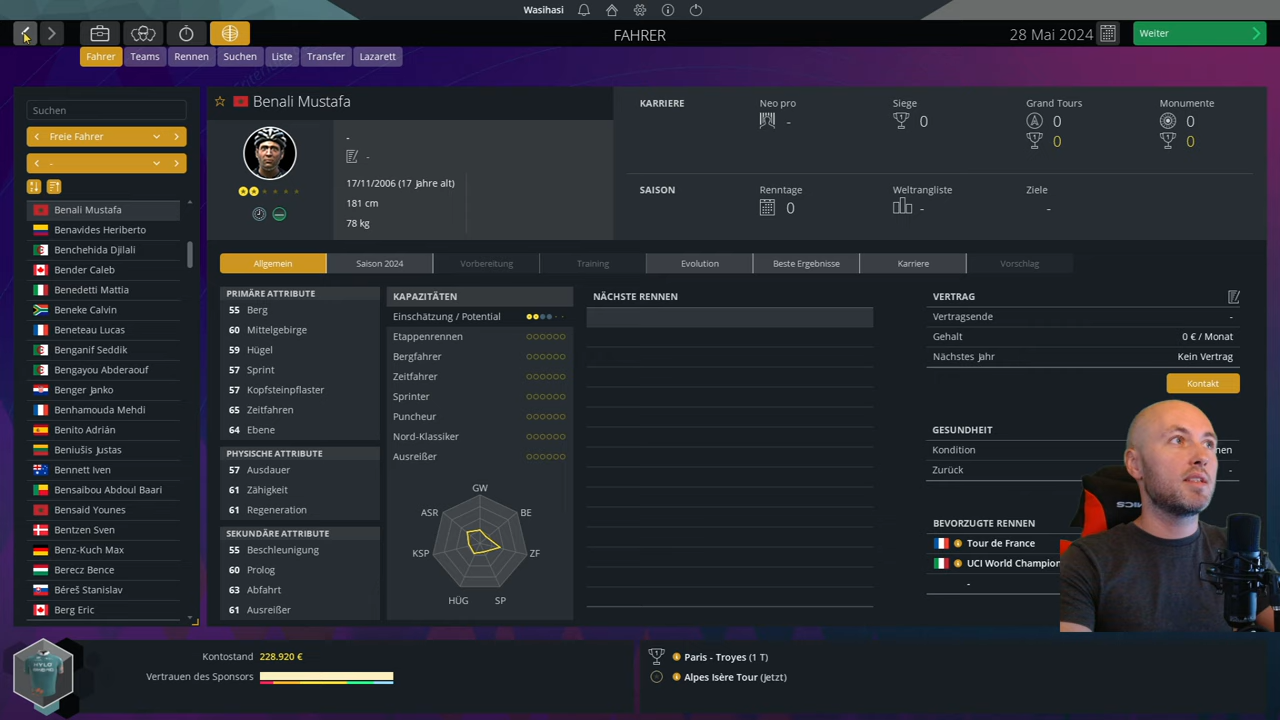 Wasihasi
FAHRER
28 Mai 2024
Weiter
Fahrer
Teams
Rennen
Suchen
Liste
Transfer
Lazarett
Suchen
Freie Fahrer
-
Benali Mustafa
Benavides Heriberto
Benchehida Djilali
Bender Caleb
Benedetti Mattia
Beneke Calvin
Beneteau Lucas
Benganif Seddik
Bengayou Abderaouf
Benger Janko
Benhamouda Mehdi
Benito Adrián
Beniušis Justas
Bennett Iven
Bensaibou Abdoul Baari
Bensaid Younes
Bentzen Sven
Benz-Kuch Max
Berecz Bence
Béreš Stanislav
Berg Eric
Benali Mustafa
-
-
17/11/2006 (17 Jahre alt)
181 cm
78 kg
KARRIERE
Neo pro
-
Siege
0
Grand Tours
0
0
Monumente
0
0
SAISON
Renntage
0
Weltrangliste
-
Ziele
-
Allgemein
Saison 2024
Vorbereitung
Training
Evolution
Beste Ergebnisse
Karriere
Vorschlag
PRIMÄRE ATTRIBUTE
55 Berg
60 Mittelgebirge
59 Hügel
57 Sprint
57 Kopfsteinpflaster
65 Zeitfahren
64 Ebene
PHYSISCHE ATTRIBUTE
57 Ausdauer
61 Zähigkeit
61 Regeneration
SEKUNDÄRE ATTRIBUTE
55 Beschleunigung
60 Prolog
63 Abfahrt
61 Ausreißer
KAPAZITÄTEN
Einschätzung / Potential
Etappenrennen
Bergfahrer
Zeitfahrer
Sprinter
Puncheur
Nord-Klassiker
Ausreißer
GW
BE
ZF
SP
HÜG
KSP
ASR
NÄCHSTE RENNEN
VERTRAG
Vertragsende -
Gehalt 0 € / Monat
Nächstes Jahr Kein Vertrag
Kontakt
GESUNDHEIT
Kondition
Zurück -
BEVORZUGTE RENNEN
Tour de France
UCI World Champion
-
Kontostand 228.920 €
Vertrauen des Sponsors
Paris - Troyes (1 T)
Alpes Isère Tour (Jetzt)